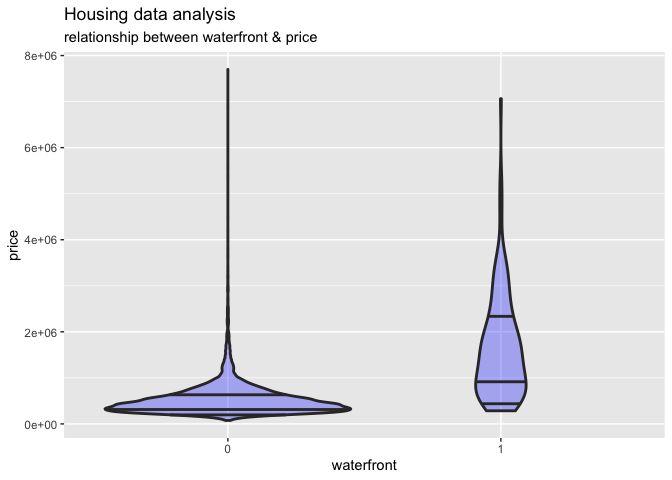 Housing data analysis
relationship between waterfront & price
8e+06
6e+06
4e+06
2e+06
0e+00
price
0 1
waterfront